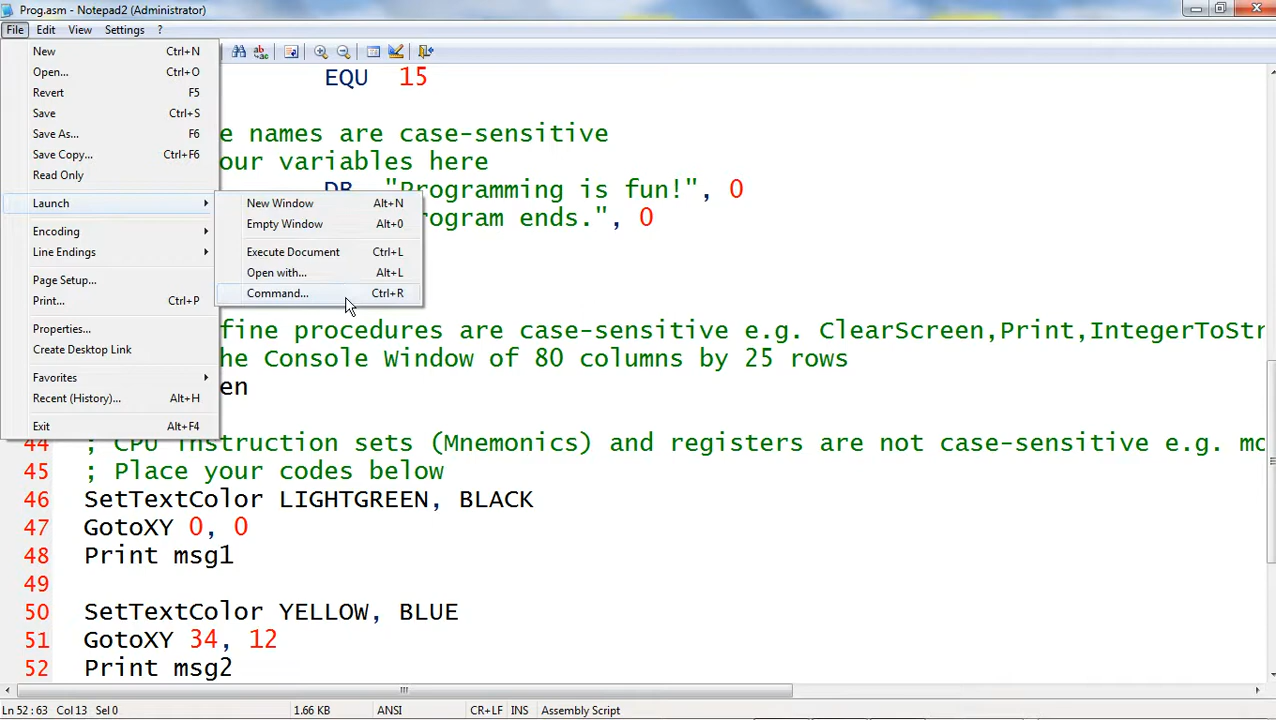 Prog.asm - Notepad2 (Administrator)
File Edit View Settings ?
New Ctrl+N
Open... Ctrl+O
Revert F5
Save Ctrl+S
Save As... F6
Save Copy... Ctrl+F6
Read Only
Launch
Encoding
Line Endings
Page Setup...
Print... Ctrl+P
Properties...
Create Desktop Link
Favorites
Recent (History)... Alt+H
Exit Alt+F4
New Window Alt+N
Empty Window Alt+0
Execute Document Ctrl+L
Open with... Alt+L
Command... Ctrl+R
EQU 15
e names are case-sensitive
our variables here
DB "Programming is fun!", 0
rogram ends.", 0
fine procedures are case-sensitive e.g. ClearScreen,Print,IntegerToStr
he Console Window of 80 columns by 25 rows
en
44 ; CPU instruction sets (Mnemonics) and registers are not case-sensitive e.g. mo
45 ; Place your codes below
46 SetTextColor LIGHTGREEN, BLACK
47 GotoXY 0, 0
48 Print msg1
49
50 SetTextColor YELLOW, BLUE
51 GotoXY 34, 12
52 Print msg2
Ln 52 : 63 Col 13 Sel 0 1.66 KB ANSI CR+LF INS Assembly Script